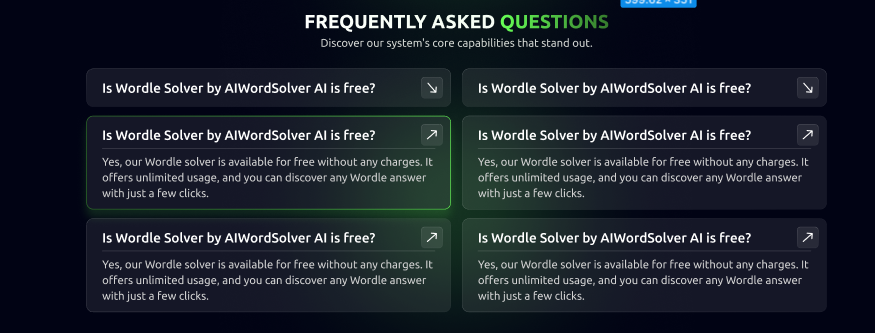 FREQUENTLY ASKED QUESTIONS
Discover our system's core capabilities that stand out.
Is Wordle Solver by AIWordSolver AI is free?
Is Wordle Solver by AIWordSolver AI is free?
Is Wordle Solver by AIWordSolver AI is free?
Yes, our Wordle solver is available for free without any charges. It
offers unlimited usage, and you can discover any Wordle answer
with just a few clicks.
Is Wordle Solver by AIWordSolver AI is free?
Yes, our Wordle solver is available for free without any charges. It
offers unlimited usage, and you can discover any Wordle answer
with just a few clicks.
Is Wordle Solver by AIWordSolver AI is free?
Yes, our Wordle solver is available for free without any charges. It
offers unlimited usage, and you can discover any Wordle answer
with just a few clicks.
Is Wordle Solver by AIWordSolver AI is free?
Yes, our Wordle solver is available for free without any charges. It
offers unlimited usage, and you can discover any Wordle answer
with just a few clicks.